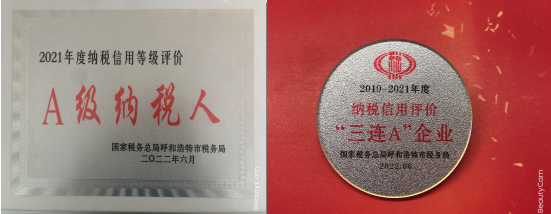 2021年度纳税信用等级评价
A级纳税人
国家税务总局呼和浩特市税务局
二〇二二年六月
BeautyCam
2019-2021年度
纳税信用评价
“三连A”企业
国家税务总局呼和浩特市税务局
2022.06
BeautyCam